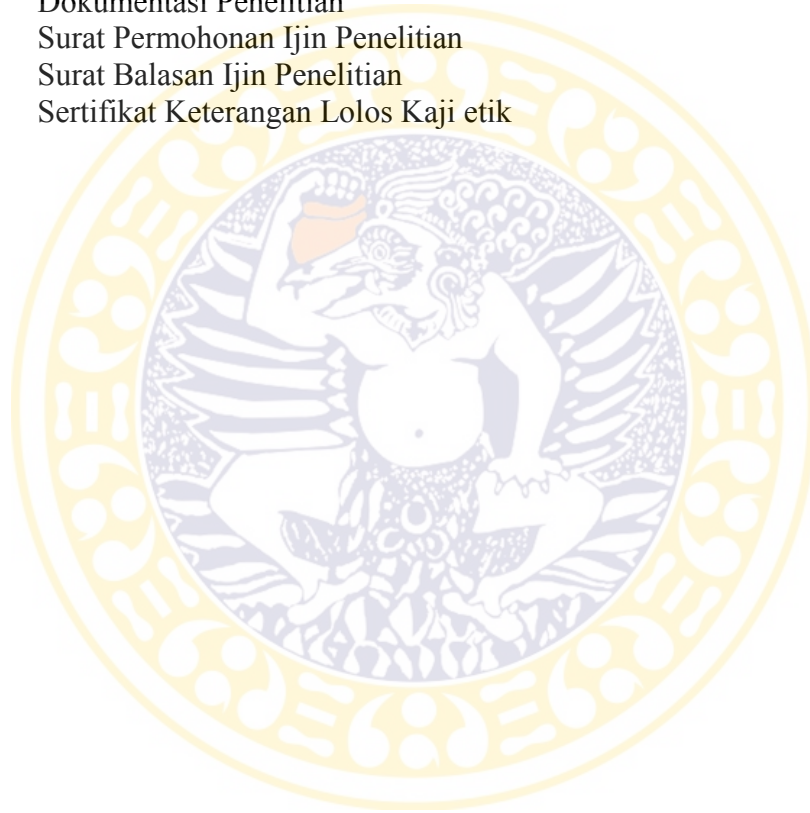 Dokumentasi Penelitian
Surat Permohonan Ijin Penelitian
Surat Balasan Ijin Penelitian
Sertifikat Keterangan Lolos Kaji etik